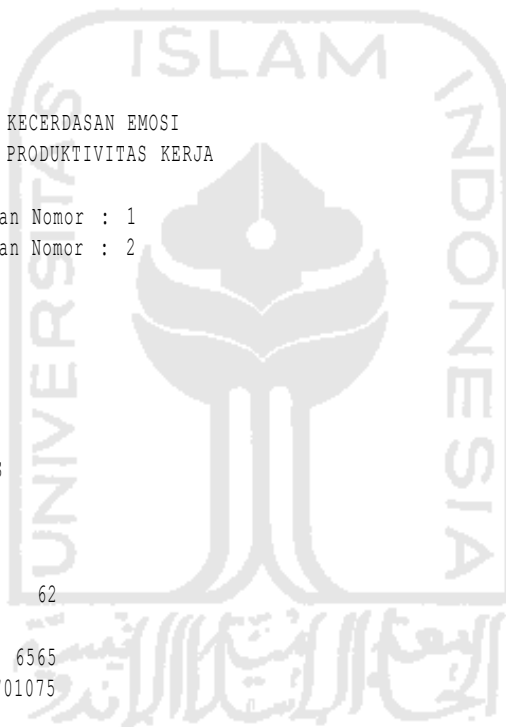 ISLAM
UNIVERSITAS
INDONESIA
KECERDASAN EMOSI
PRODUKTIVITAS KERJA
an Nomor : 1
an Nomor : 2
62
6565
01075